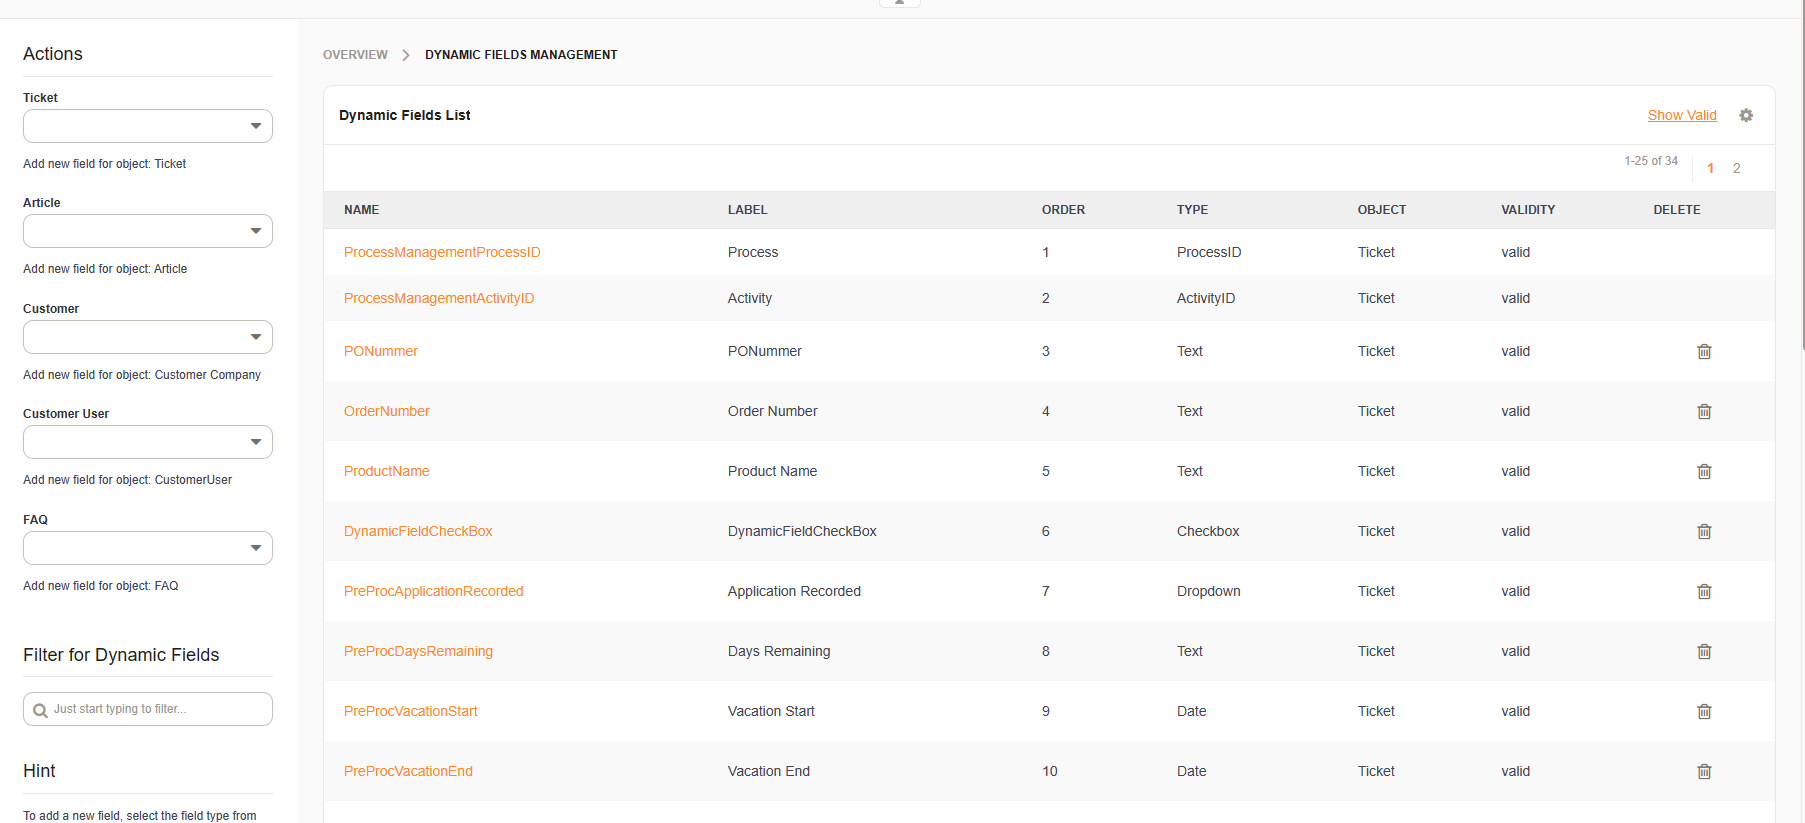 Actions
Ticket
Add new field for object: Ticket
Article
Add new field for object: Article
Customer
Add new field for object: Customer Company
Customer User
Add new field for object: CustomerUser
FAQ
Add new field for object: FAQ
Filter for Dynamic Fields
Just start typing to filter...
Hint
To add a new field, select the field type from
OVERVIEW DYNAMIC FIELDS MANAGEMENT
Dynamic Fields List Show Valid
1-25 of 34 1 2
NAME LABEL ORDER TYPE OBJECT VALIDITY DELETE
ProcessManagementProcessID Process 1 ProcessID Ticket valid
ProcessManagementActivityID Activity 2 ActivityID Ticket valid
PONummer PONummer 3 Text Ticket valid
OrderNumber Order Number 4 Text Ticket valid
ProductName Product Name 5 Text Ticket valid
DynamicFieldCheckBox DynamicFieldCheckBox 6 Checkbox Ticket valid
PreProcApplicationRecorded Application Recorded 7 Dropdown Ticket valid
PreProcDaysRemaining Days Remaining 8 Text Ticket valid
PreProcVacationStart Vacation Start 9 Date Ticket valid
PreProcVacationEnd Vacation End 10 Date Ticket valid